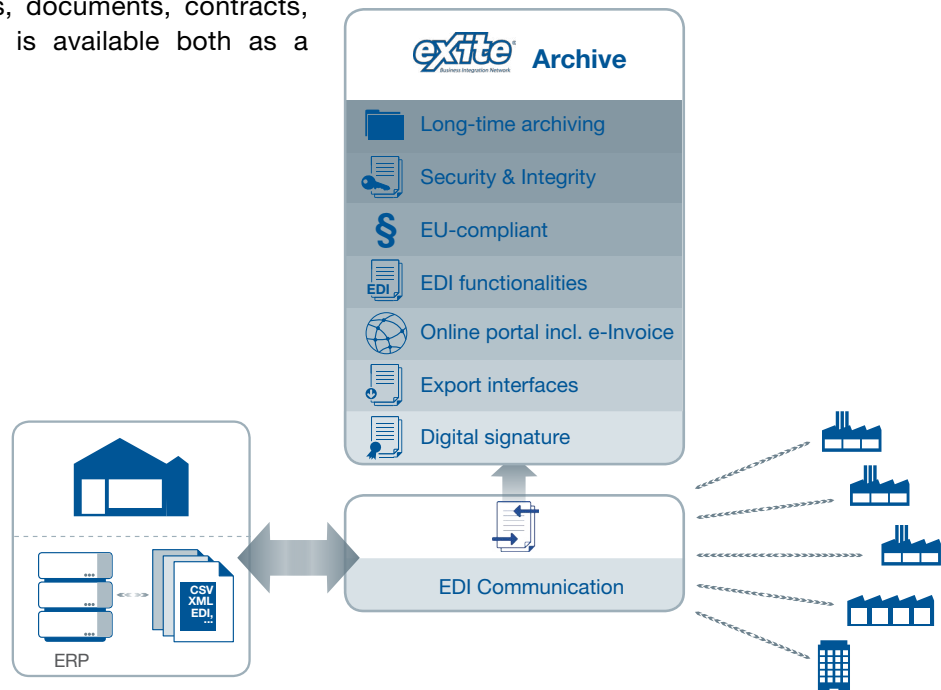 s, documents, contracts,
is available both as a
eXite®
Business Integration Network
Archive
Long-time archiving
Security & Integrity
§ EU-compliant
EDI
EDI functionalities
Online portal incl. e-Invoice
Export interfaces
Digital signature
EDI Communication
CSV
XML
EDI,
...
ERP